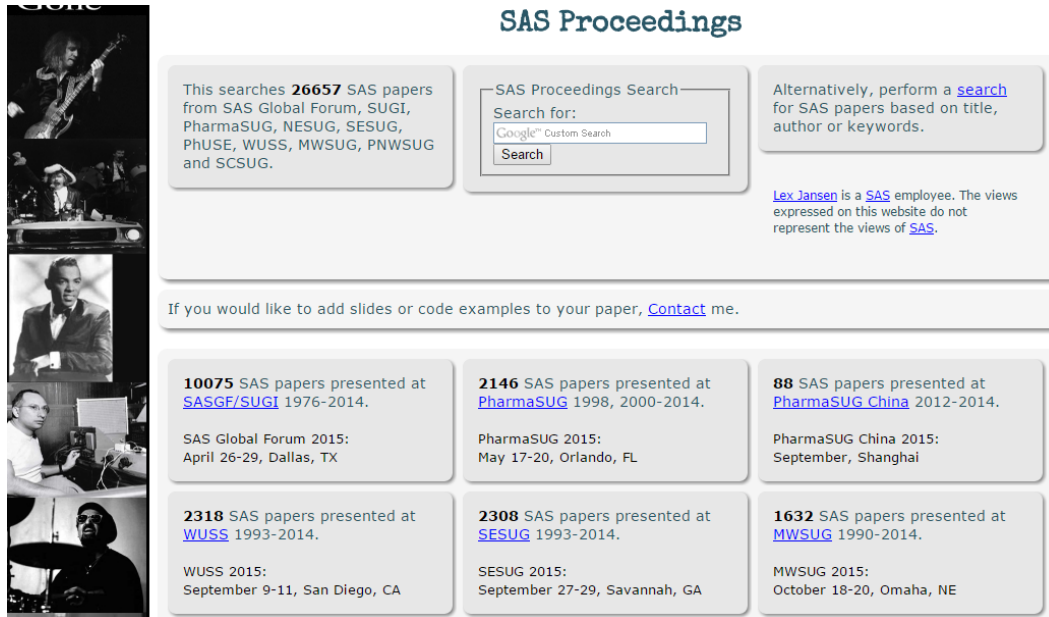 Gone
SAS Proceedings
This searches 26657 SAS papers
from SAS Global Forum, SUGI,
PharmaSUG, NESUG, SESUG,
PhUSE, WUSS, MWSUG, PNWSUG
and SCSUG.
SAS Proceedings Search
Search for:
Google™ Custom Search
Search
Alternatively, perform a search
for SAS papers based on title,
author or keywords.
Lex Jansen is a SAS employee. The views
expressed on this website do not
represent the views of SAS.
If you would like to add slides or code examples to your paper, Contact me.
10075 SAS papers presented at
SASGF/SUGI 1976-2014.
SAS Global Forum 2015:
April 26-29, Dallas, TX
2146 SAS papers presented at
PharmaSUG 1998, 2000-2014.
PharmaSUG 2015:
May 17-20, Orlando, FL
88 SAS papers presented at
PharmaSUG China 2012-2014.
PharmaSUG China 2015:
September, Shanghai
2318 SAS papers presented at
WUSS 1993-2014.
WUSS 2015:
September 9-11, San Diego, CA
2308 SAS papers presented at
SESUG 1993-2014.
SESUG 2015:
September 27-29, Savannah, GA
1632 SAS papers presented at
MWSUG 1990-2014.
MWSUG 2015:
October 18-20, Omaha, NE